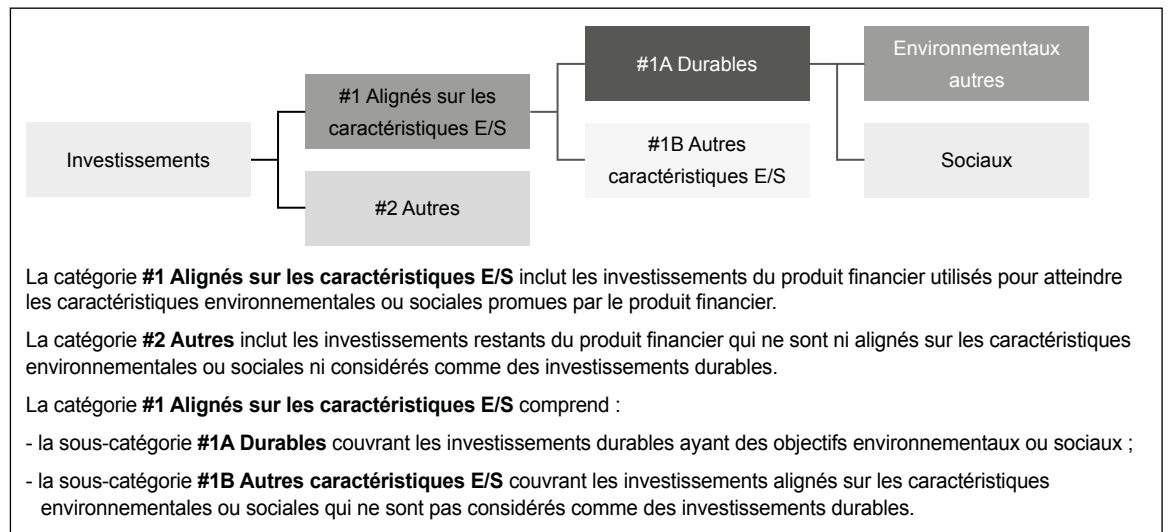 Investissements
#1 Alignés sur les
caractéristiques E/S
#2 Autres
#1A Durables
#1B Autres
caractéristiques E/S
Environnementaux
autres
Sociaux
La catégorie #1 Alignés sur les caractéristiques E/S inclut les investissements du produit financier utilisés pour atteindre
les caractéristiques environnementales ou sociales promues par le produit financier.
La catégorie #2 Autres inclut les investissements restants du produit financier qui ne sont ni alignés sur les caractéristiques
environnementales ou sociales ni considérés comme des investissements durables.
La catégorie #1 Alignés sur les caractéristiques E/S comprend :
- la sous-catégorie #1A Durables couvrant les investissements durables ayant des objectifs environnementaux ou sociaux ;
- la sous-catégorie #1B Autres caractéristiques E/S couvrant les investissements alignés sur les caractéristiques
environnementales ou sociales qui ne sont pas considérés comme des investissements durables.